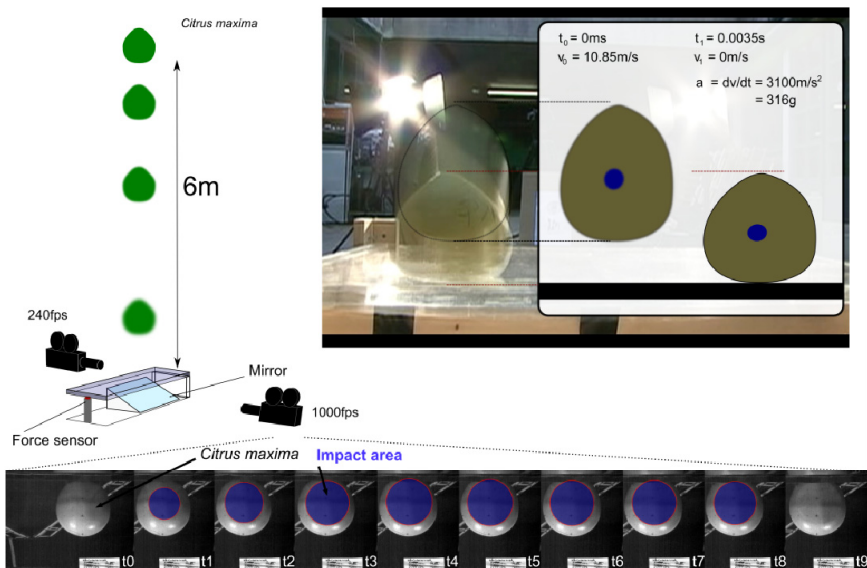 Citrus maxima
6m
240fps
Mirror
1000fps
Force sensor
t₀ = 0ms
v₀ = 10.85m/s
t₁ = 0.0035s
v₁ = 0m/s
a = dv/dt = 3100m/s²
= 316g
Citrus maxima
Impact area
t0 t1 t2 t3 t4 t5 t6 t7 t8 t9